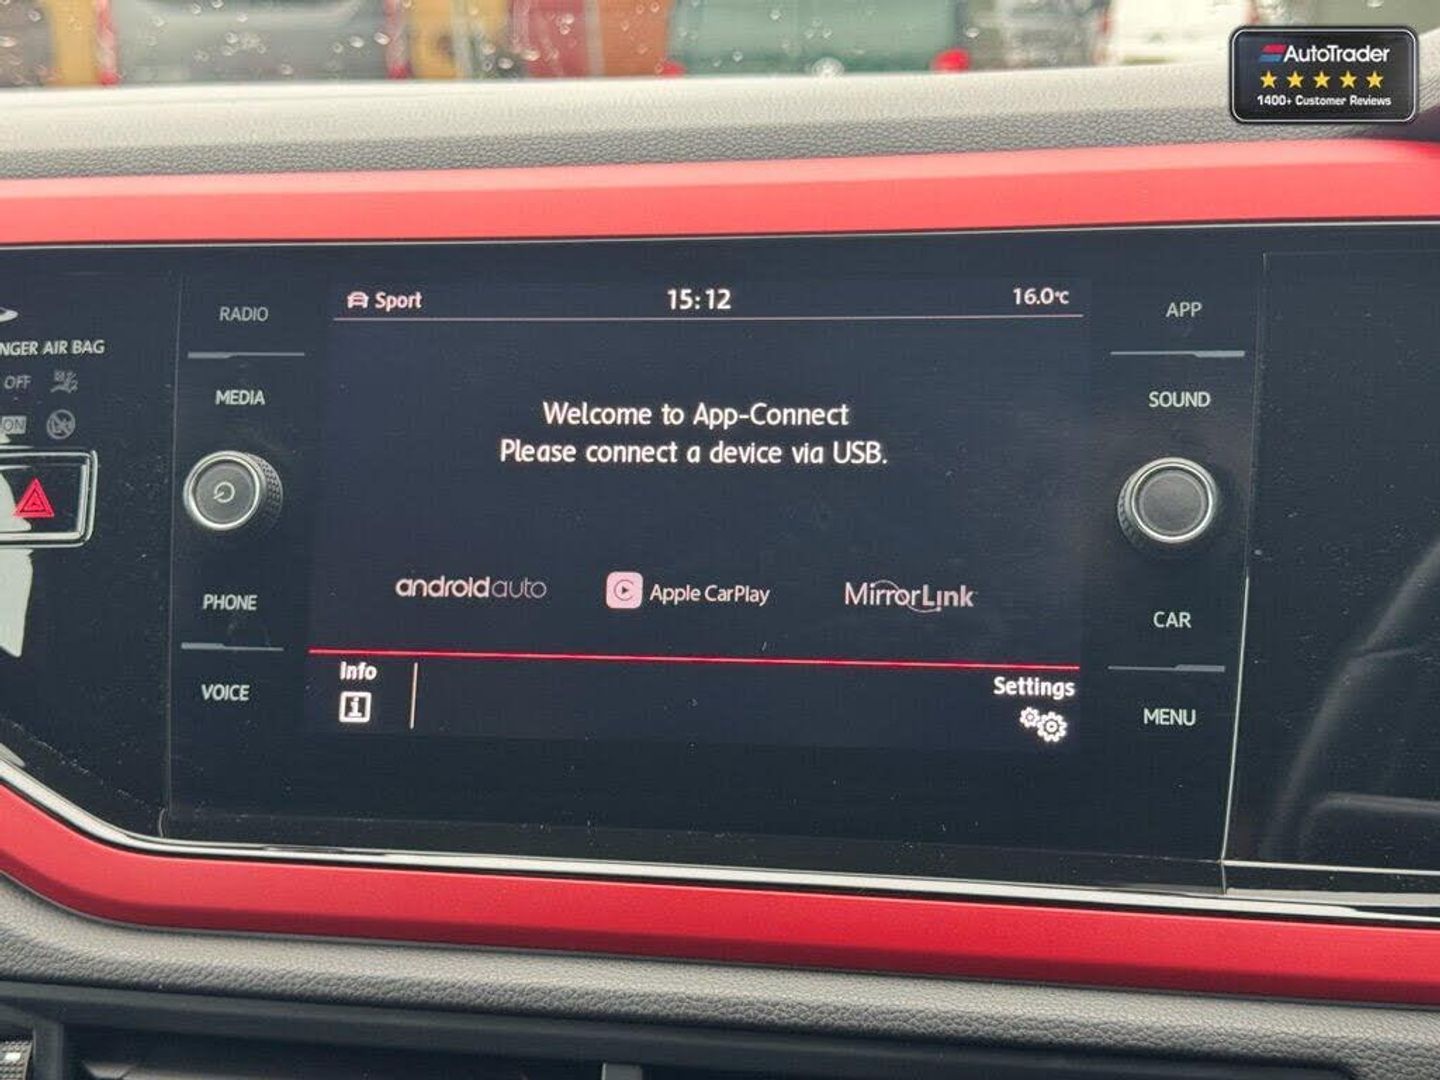 AutoTrader
1400+ Customer Reviews
Sport
15:12
16.0°C
RADIO
MEDIA
PHONE
VOICE
AIR BAG
OFF
ON
Welcome to App-Connect
Please connect a device via USB.
androidauto
Apple CarPlay
MirrorLink
Info
i
Settings
APP
SOUND
CAR
MENU